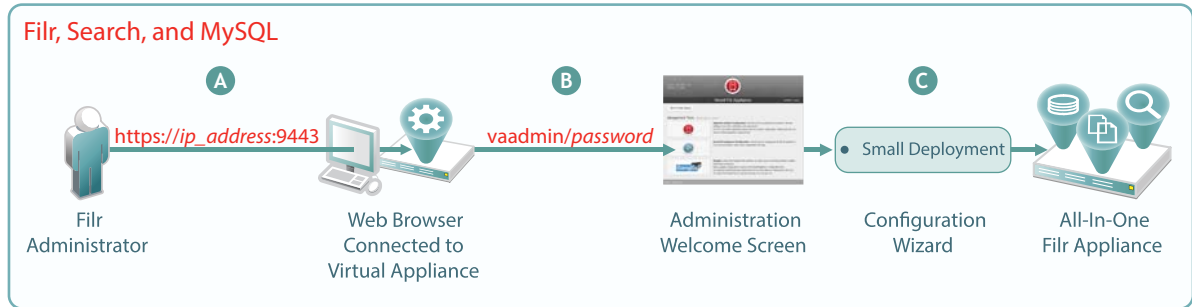 Filr, Search, and MySQL
A
B
C
https://ip_address:9443
vaadmin/password
• Small Deployment
Filr
Administrator
Web Browser
Connected to
Virtual Appliance
Administration
Welcome Screen
Configuration
Wizard
All-In-One
Filr Appliance